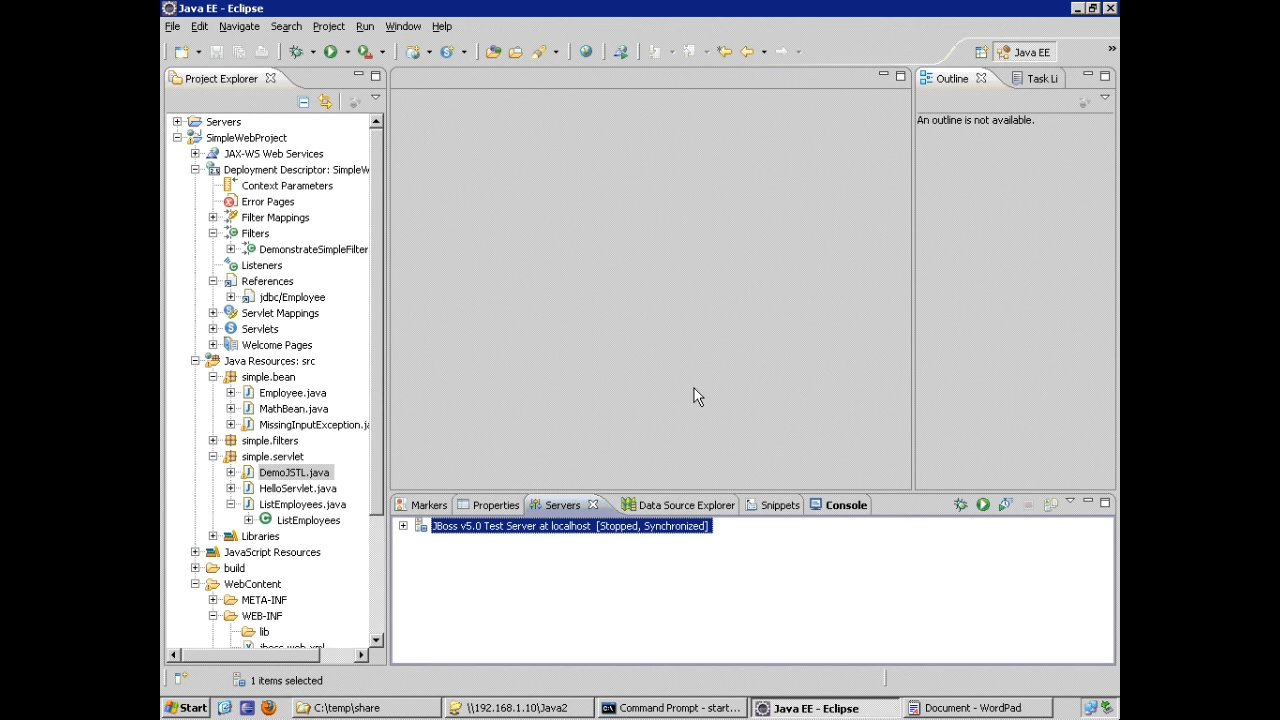 Java EE - Eclipse
File Edit Navigate Search Project Run Window Help
Java EE
Project Explorer
Outline Task Li
An outline is not available.
Servers
SimpleWebProject
JAX-WS Web Services
Deployment Descriptor: SimpleW
Context Parameters
Error Pages
Filter Mappings
Filters
DemonstrateSimpleFilter
Listeners
References
jdbc/Employee
Servlet Mappings
Servlets
Welcome Pages
Java Resources: src
simple.bean
Employee.java
MathBean.java
MissingInputException.ja
simple.filters
simple.servlet
DemoJSTL.java
HelloServlet.java
ListEmployees.java
ListEmployees
Libraries
JavaScript Resources
build
WebContent
META-INF
WEB-INF
lib
jboss-web.xml
Markers Properties Servers Data Source Explorer Snippets Console
JBoss v5.0 Test Server at localhost [Stopped, Synchronized]
1 items selected
Start C:\temp\share \\192.168.1.10\Java2 Command Prompt - start... Java EE - Eclipse Document - WordPad